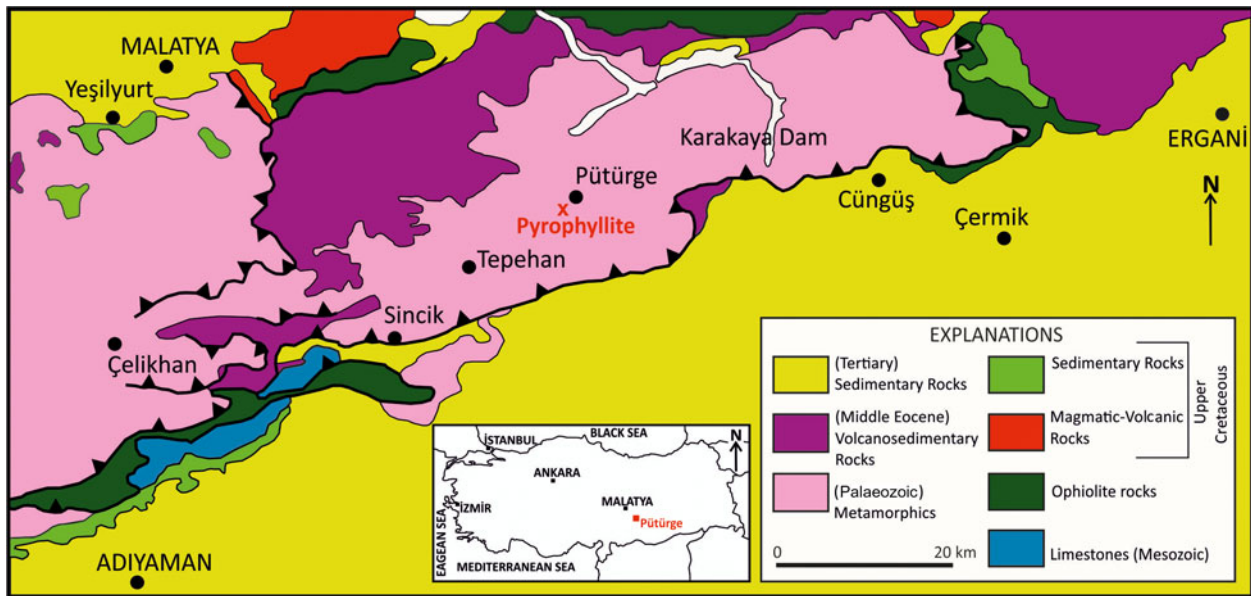 MALATYA
Yeşilyurt
Karakaya Dam
ERGANİ
N
Pütürge
x
Pyrophyllite
Cüngüş
Çermik
Tepehan
Sincik
Çelikhan
ADIYAMAN
EXPLANATIONS
(Tertiary)
Sedimentary Rocks
(Middle Eocene)
Volcanosedimentary
Rocks
(Palaeozoic)
Metamorphics
0 20 km
Sedimentary Rocks
Magmatic-Volcanic
Rocks
Upper
Cretaceous
Ophiolite rocks
Limestones (Mesozoic)
İSTANBUL
BLACK SEA
N
ANKARA
MALATYA
İZMİR
Pütürge
EAGEAN SEA
MEDITERRANEAN SEA